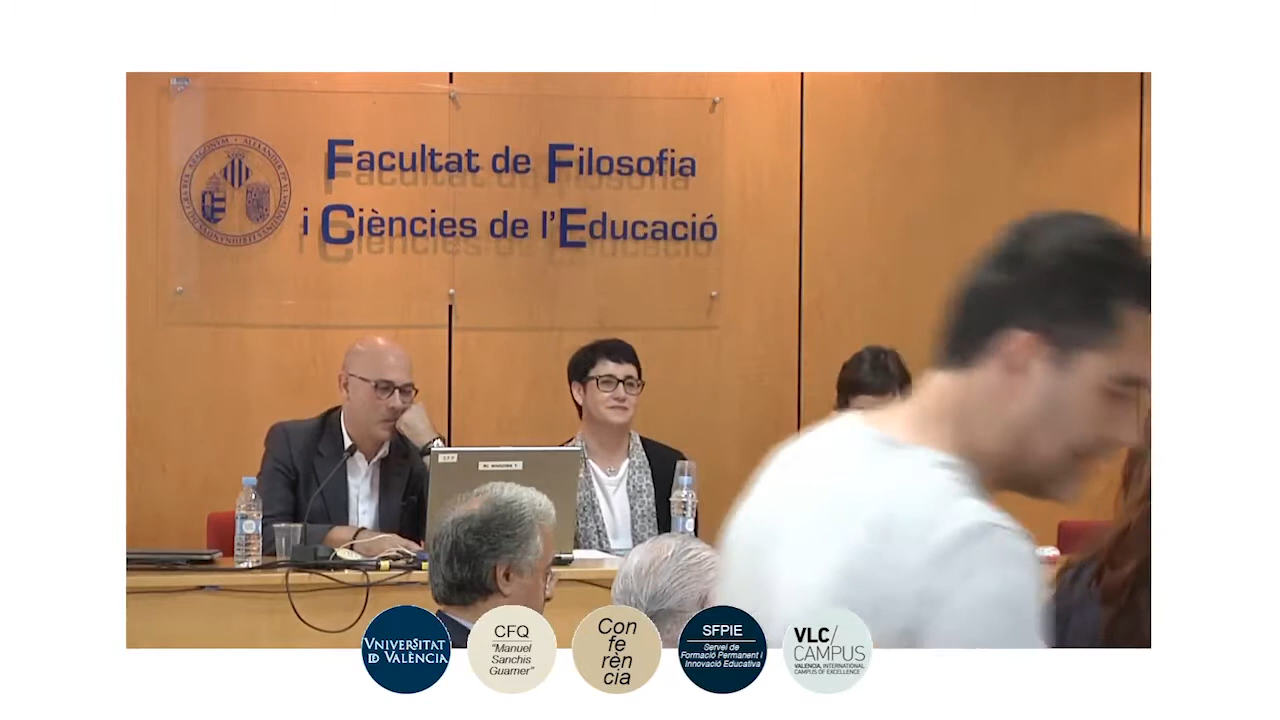 Facultat de Filosofia
i Ciències de l'Educació
VNIVERSITAT
ID VALÈNCIA
CFQ
"Manuel
Sanchis
Guarner"
Con
fe
rèn
cia
SFPIE
Servei de
Formació Permanent i
Innovació Educativa
VLC/
CAMPUS
VALENCIA, INTERNATIONAL
CAMPUS OF EXCELLENCE